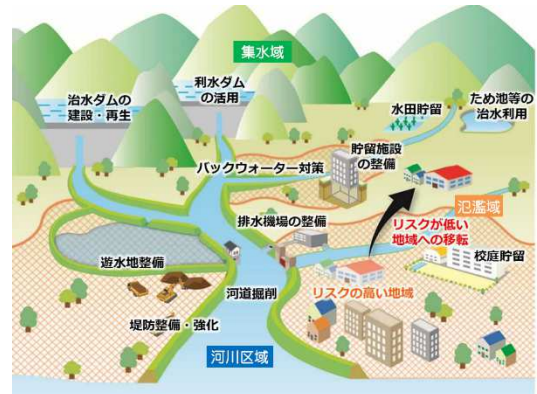 集水域
利水ダム
の活用
治水ダムの
建設・再生
水田貯留
ため池等の
治水利用
貯留施設
の整備
バックウォーター対策
氾濫域
リスクが低い
地域への移転
排水機場の整備
校庭貯留
遊水地整備
河道掘削
リスクの高い地域
堤防整備・強化
河川区域